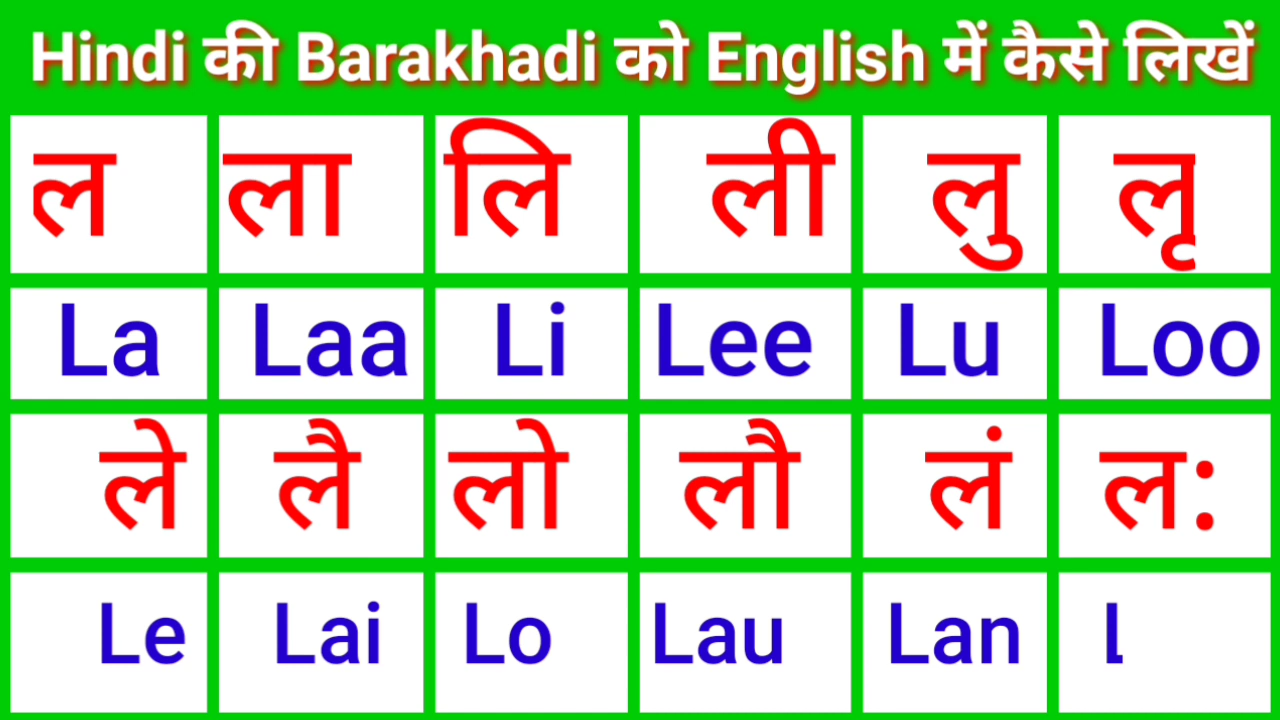 Hindi की Barakhadi को English में कैसे लिखें
ल ला लि ली लु लू
La Laa Li Lee Lu Loo
ले लै लो लौ लं ल:
Le Lai Lo Lau Lan